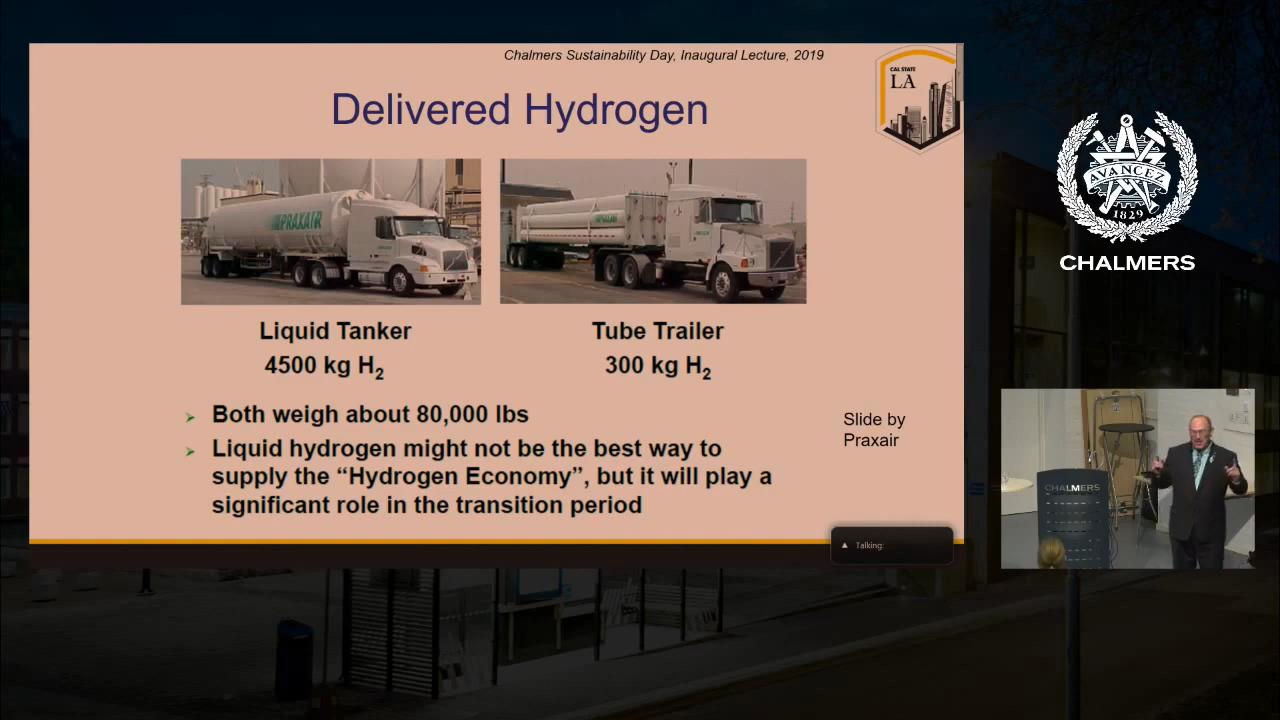 Chalmers Sustainability Day, Inaugural Lecture, 2019
CAL STATE
LA
Delivered Hydrogen
PRAXAIR
PRAXAIR
Liquid Tanker
4500 kg H₂
Tube Trailer
300 kg H₂
➢ Both weigh about 80,000 lbs
➢ Liquid hydrogen might not be the best way to
supply the “Hydrogen Economy”, but it will play a
significant role in the transition period
Slide by
Praxair
Talking:
AVANCEZ
1829
CHALMERS
CHALMERS